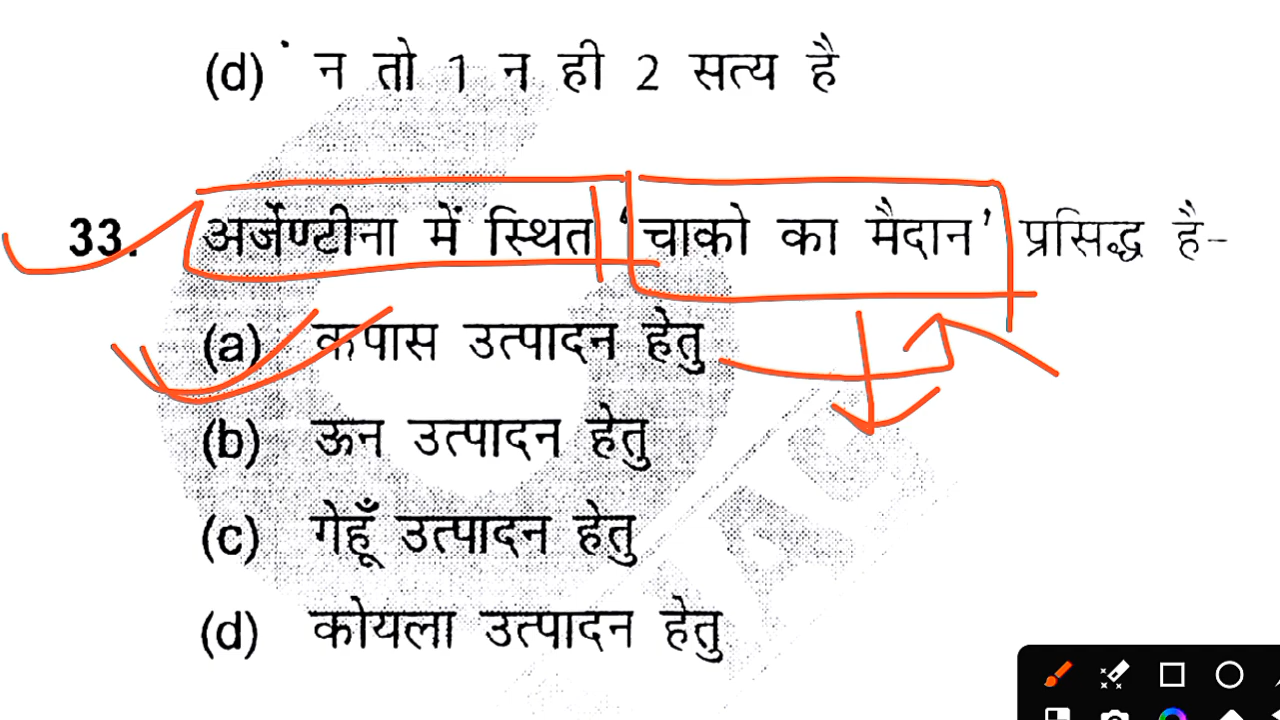 (d) न तो 1 न ही 2 सत्य है
33. अर्जेण्टीना में स्थित 'चाको का मैदान' प्रसिद्ध है-
(a) कपास उत्पादन हेतु
(b) ऊन उत्पादन हेतु
(c) गेहूँ उत्पादन हेतु
(d) कोयला उत्पादन हेतु